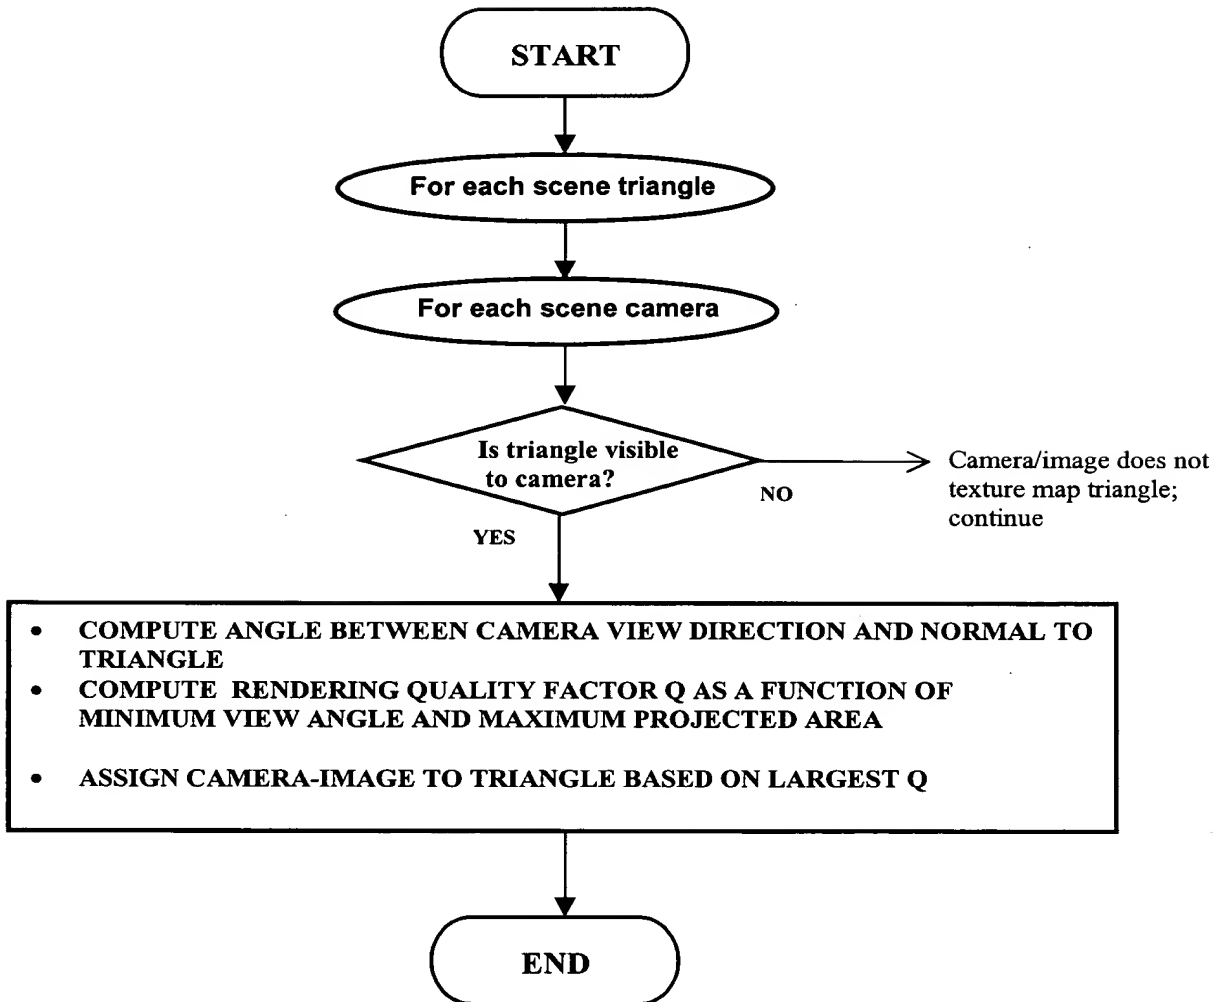 START
For each scene triangle
For each scene camera
Is triangle visible
to camera?
NO
Camera/image does not
texture map triangle;
continue
YES
• COMPUTE ANGLE BETWEEN CAMERA VIEW DIRECTION AND NORMAL TO
TRIANGLE
• COMPUTE RENDERING QUALITY FACTOR Q AS A FUNCTION OF
MINIMUM VIEW ANGLE AND MAXIMUM PROJECTED AREA
• ASSIGN CAMERA-IMAGE TO TRIANGLE BASED ON LARGEST Q
END